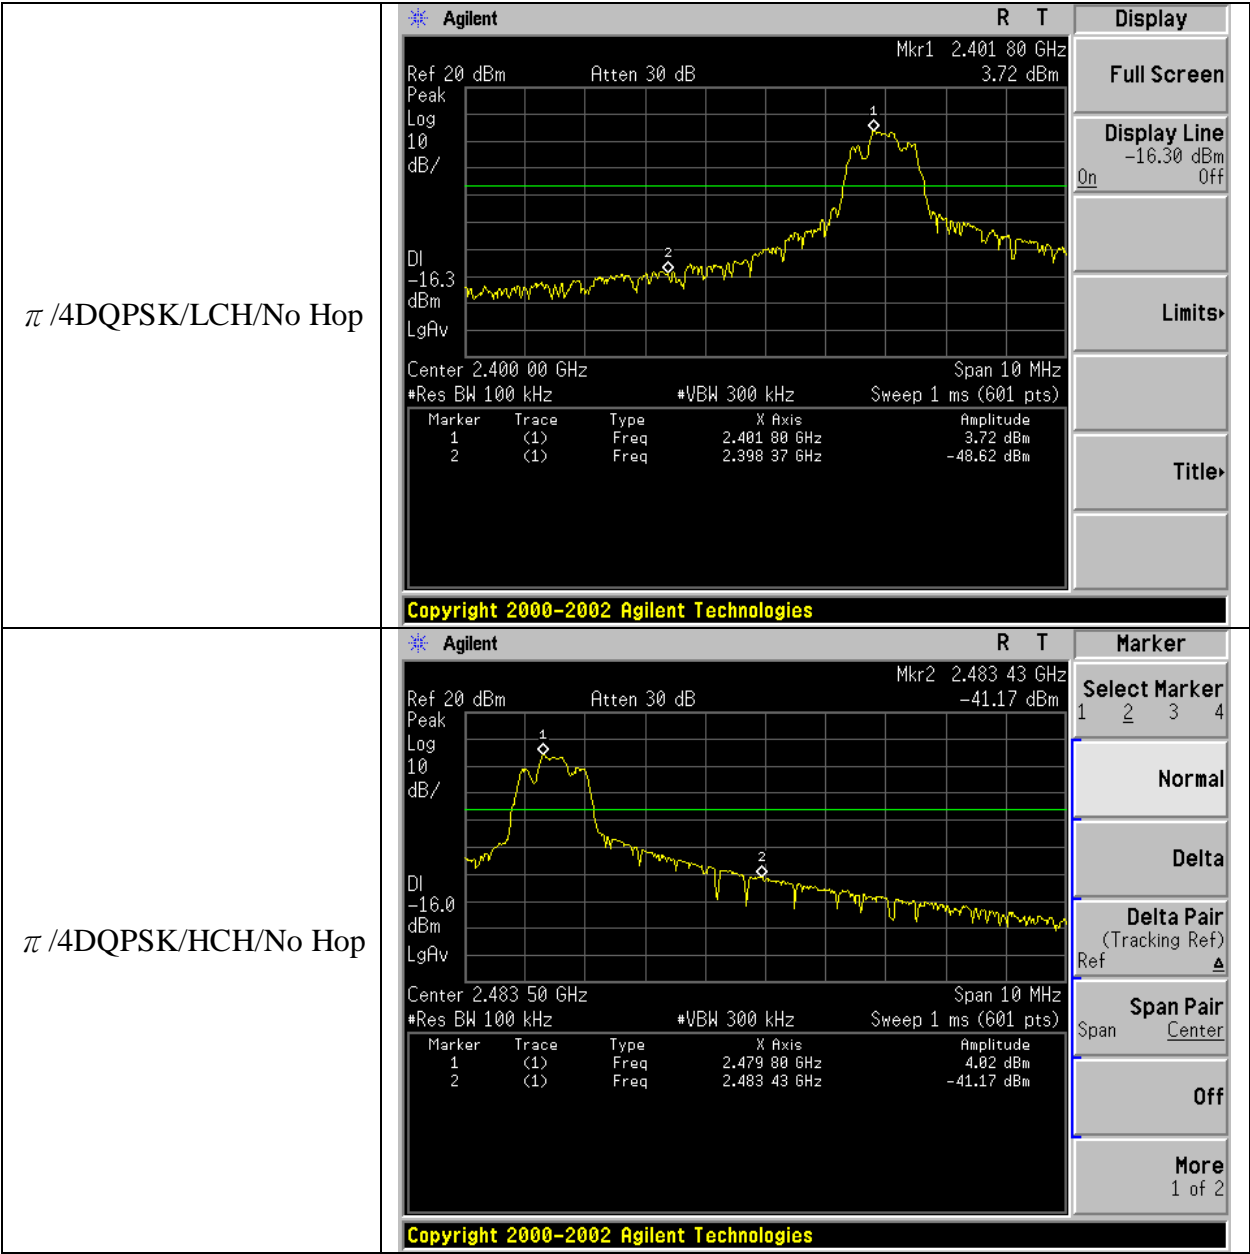 π/4DQPSK/LCH/No Hop
Agilent R T
Mkr1 2.401 80 GHz
Ref 20 dBm Atten 30 dB 3.72 dBm
Peak
Log
10
dB/
1
2
DI
-16.3
dBm
LgAv
Center 2.400 00 GHz Span 10 MHz
#Res BW 100 kHz #VBW 300 kHz Sweep 1 ms (601 pts)
Marker Trace Type X Axis Amplitude
1 (1) Freq 2.401 80 GHz 3.72 dBm
2 (1) Freq 2.398 37 GHz -48.62 dBm
Copyright 2000-2002 Agilent Technologies
Display
Full Screen
Display Line
-16.30 dBm
On Off
Limits▸
Title▸
π/4DQPSK/HCH/No Hop
Agilent R T
Mkr2 2.483 43 GHz
Ref 20 dBm Atten 30 dB -41.17 dBm
Peak
Log
10
dB/
1
2
DI
-16.0
dBm
LgAv
Center 2.483 50 GHz Span 10 MHz
#Res BW 100 kHz #VBW 300 kHz Sweep 1 ms (601 pts)
Marker Trace Type X Axis Amplitude
1 (1) Freq 2.479 80 GHz 4.02 dBm
2 (1) Freq 2.483 43 GHz -41.17 dBm
Copyright 2000-2002 Agilent Technologies
Marker
Select Marker
1 2 3 4
Normal
Delta
Delta Pair
(Tracking Ref)
Ref Δ
Span Pair
Span Center
Off
More
1 of 2